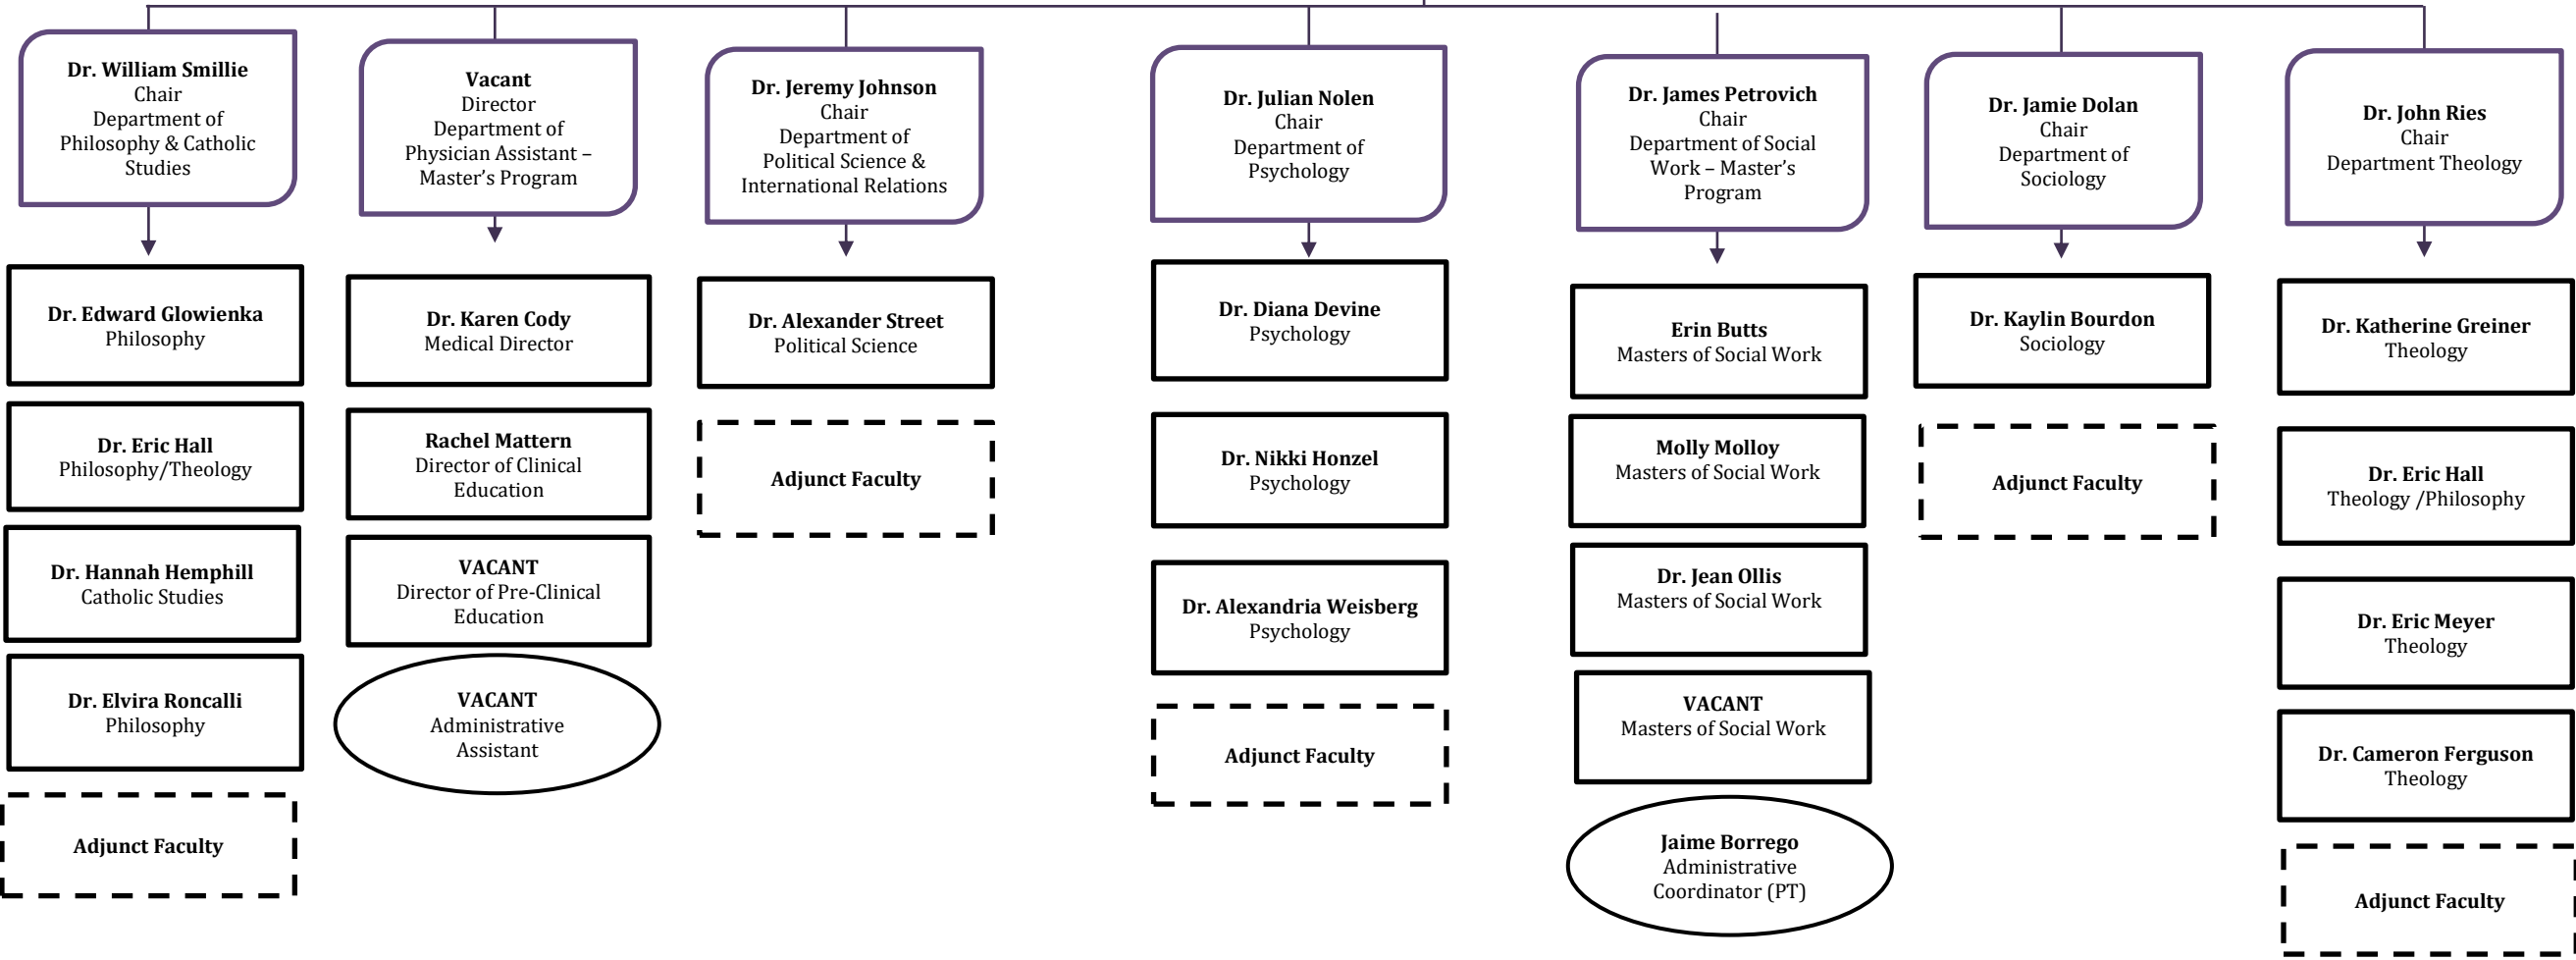 Dr. William Smillie
Chair
Department of
Philosophy & Catholic
Studies
Dr. Edward Glowienka
Philosophy
Dr. Eric Hall
Philosophy/Theology
Dr. Hannah Hemphill
Catholic Studies
Dr. Elvira Roncalli
Philosophy
Adjunct Faculty
Vacant
Director
Department of
Physician Assistant –
Master’s Program
Dr. Karen Cody
Medical Director
Rachel Mattern
Director of Clinical
Education
VACANT
Director of Pre-Clinical
Education
VACANT
Administrative
Assistant
Dr. Jeremy Johnson
Chair
Department of
Political Science &
International Relations
Dr. Alexander Street
Political Science
Adjunct Faculty
Dr. Julian Nolen
Chair
Department of
Psychology
Dr. Diana Devine
Psychology
Dr. Nikki Honzel
Psychology
Dr. Alexandria Weisberg
Psychology
Adjunct Faculty
Dr. James Petrovich
Chair
Department of Social
Work – Master’s
Program
Erin Butts
Masters of Social Work
Molly Molloy
Masters of Social Work
Dr. Jean Ollis
Masters of Social Work
VACANT
Masters of Social Work
Jaime Borrego
Administrative
Coordinator (PT)
Dr. Jamie Dolan
Chair
Department of
Sociology
Dr. Kaylin Bourdon
Sociology
Adjunct Faculty
Dr. John Ries
Chair
Department Theology
Dr. Katherine Greiner
Theology
Dr. Eric Hall
Theology /Philosophy
Dr. Eric Meyer
Theology
Dr. Cameron Ferguson
Theology
Adjunct Faculty